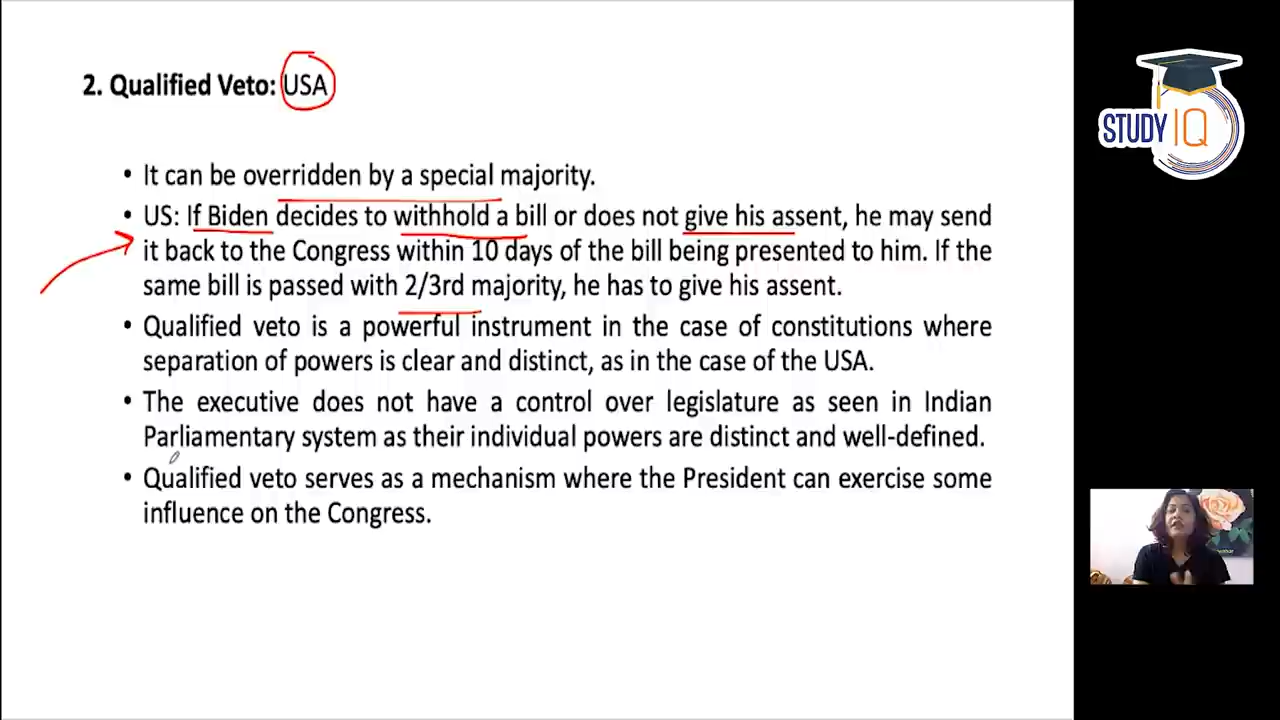 2. Qualified Veto: USA
• It can be overridden by a special majority.
• US: If Biden decides to withhold a bill or does not give his assent, he may send
it back to the Congress within 10 days of the bill being presented to him. If the
same bill is passed with 2/3rd majority, he has to give his assent.
• Qualified veto is a powerful instrument in the case of constitutions where
separation of powers is clear and distinct, as in the case of the USA.
• The executive does not have a control over legislature as seen in Indian
Parliamentary system as their individual powers are distinct and well-defined.
• Qualified veto serves as a mechanism where the President can exercise some
influence on the Congress.
STUDY IQ